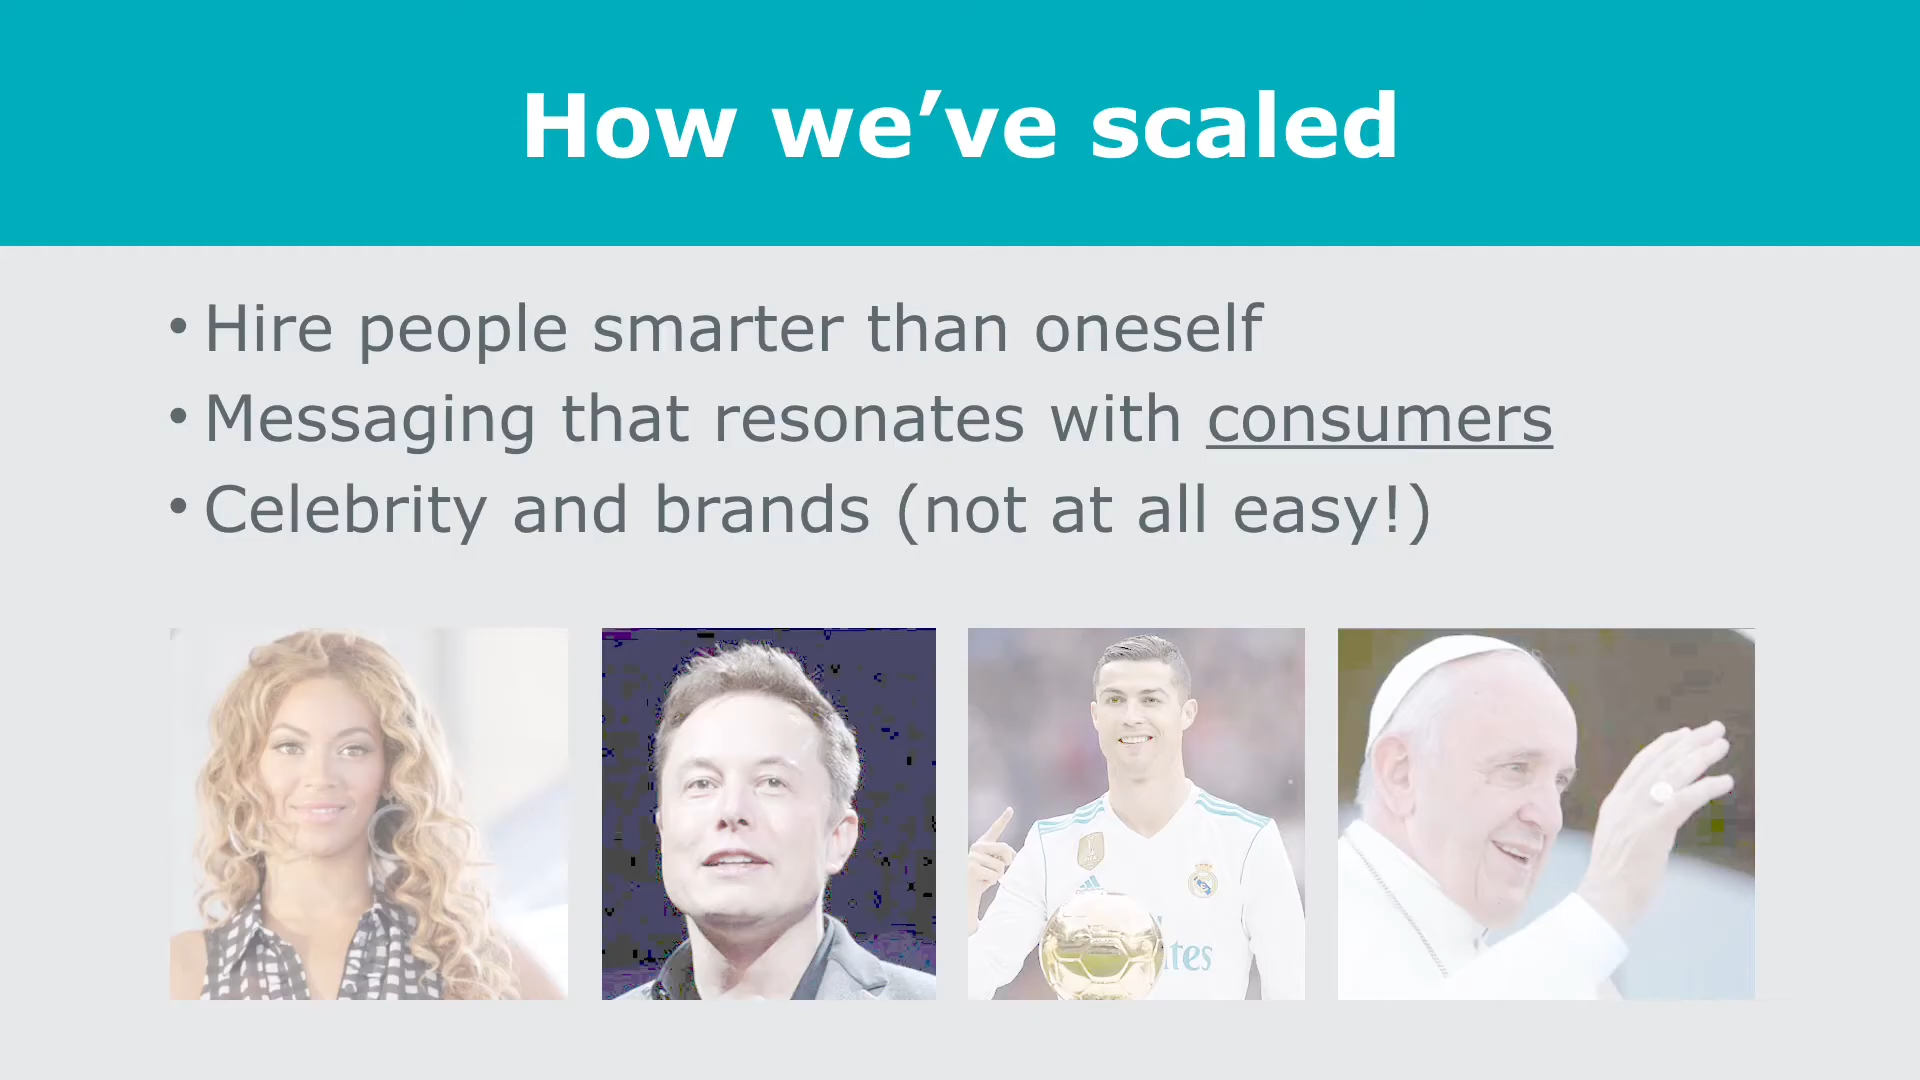 How we’ve scaled
• Hire people smarter than oneself
• Messaging that resonates with consumers
• Celebrity and brands (not at all easy!)
tes